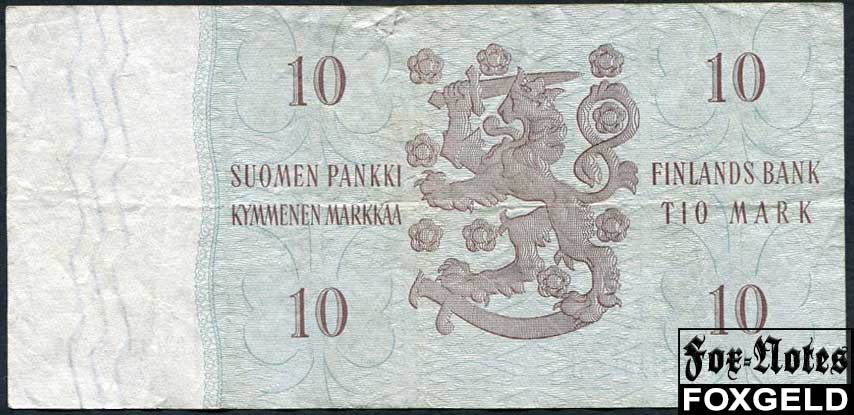 10
10
SUOMEN PANKKI
KYMMENEN MARKKAA
FINLANDS BANK
TIO MARK
10
10
Fox-Notes
FOXGELD